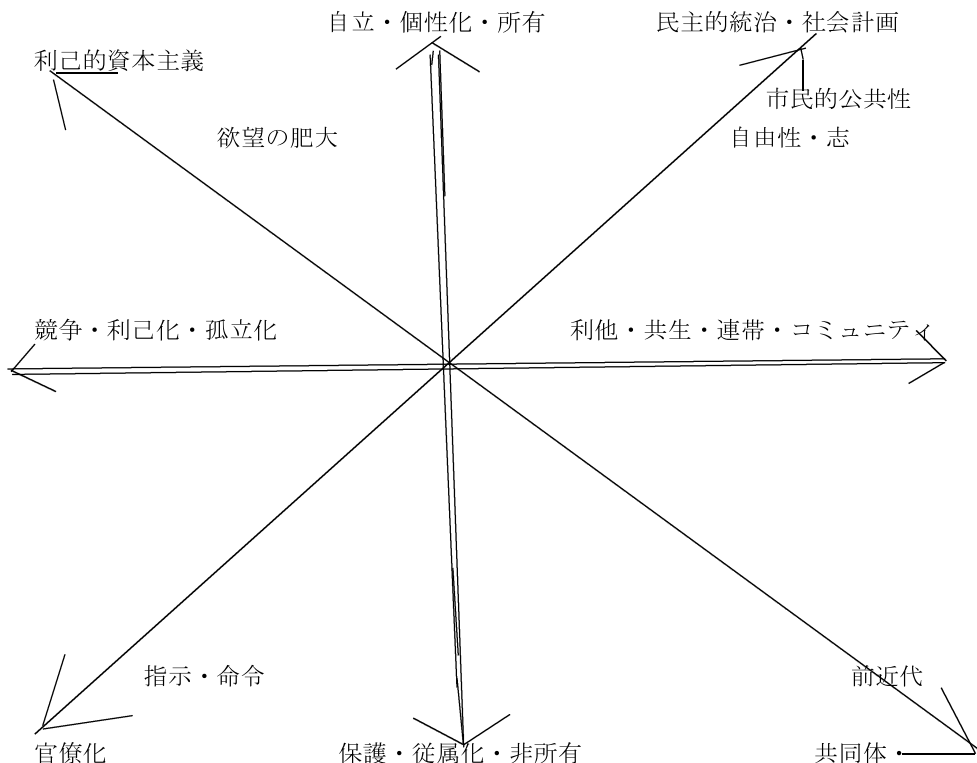 自立・個性化・所有
民主的統治・社会計画
利己的資本主義
市民的公共性
欲望の肥大
自由性・志
競争・利己化・孤立化
利他・共生・連帯・コミュニティ
指示・命令
前近代
官僚化
保護・従属化・非所有
共同体・